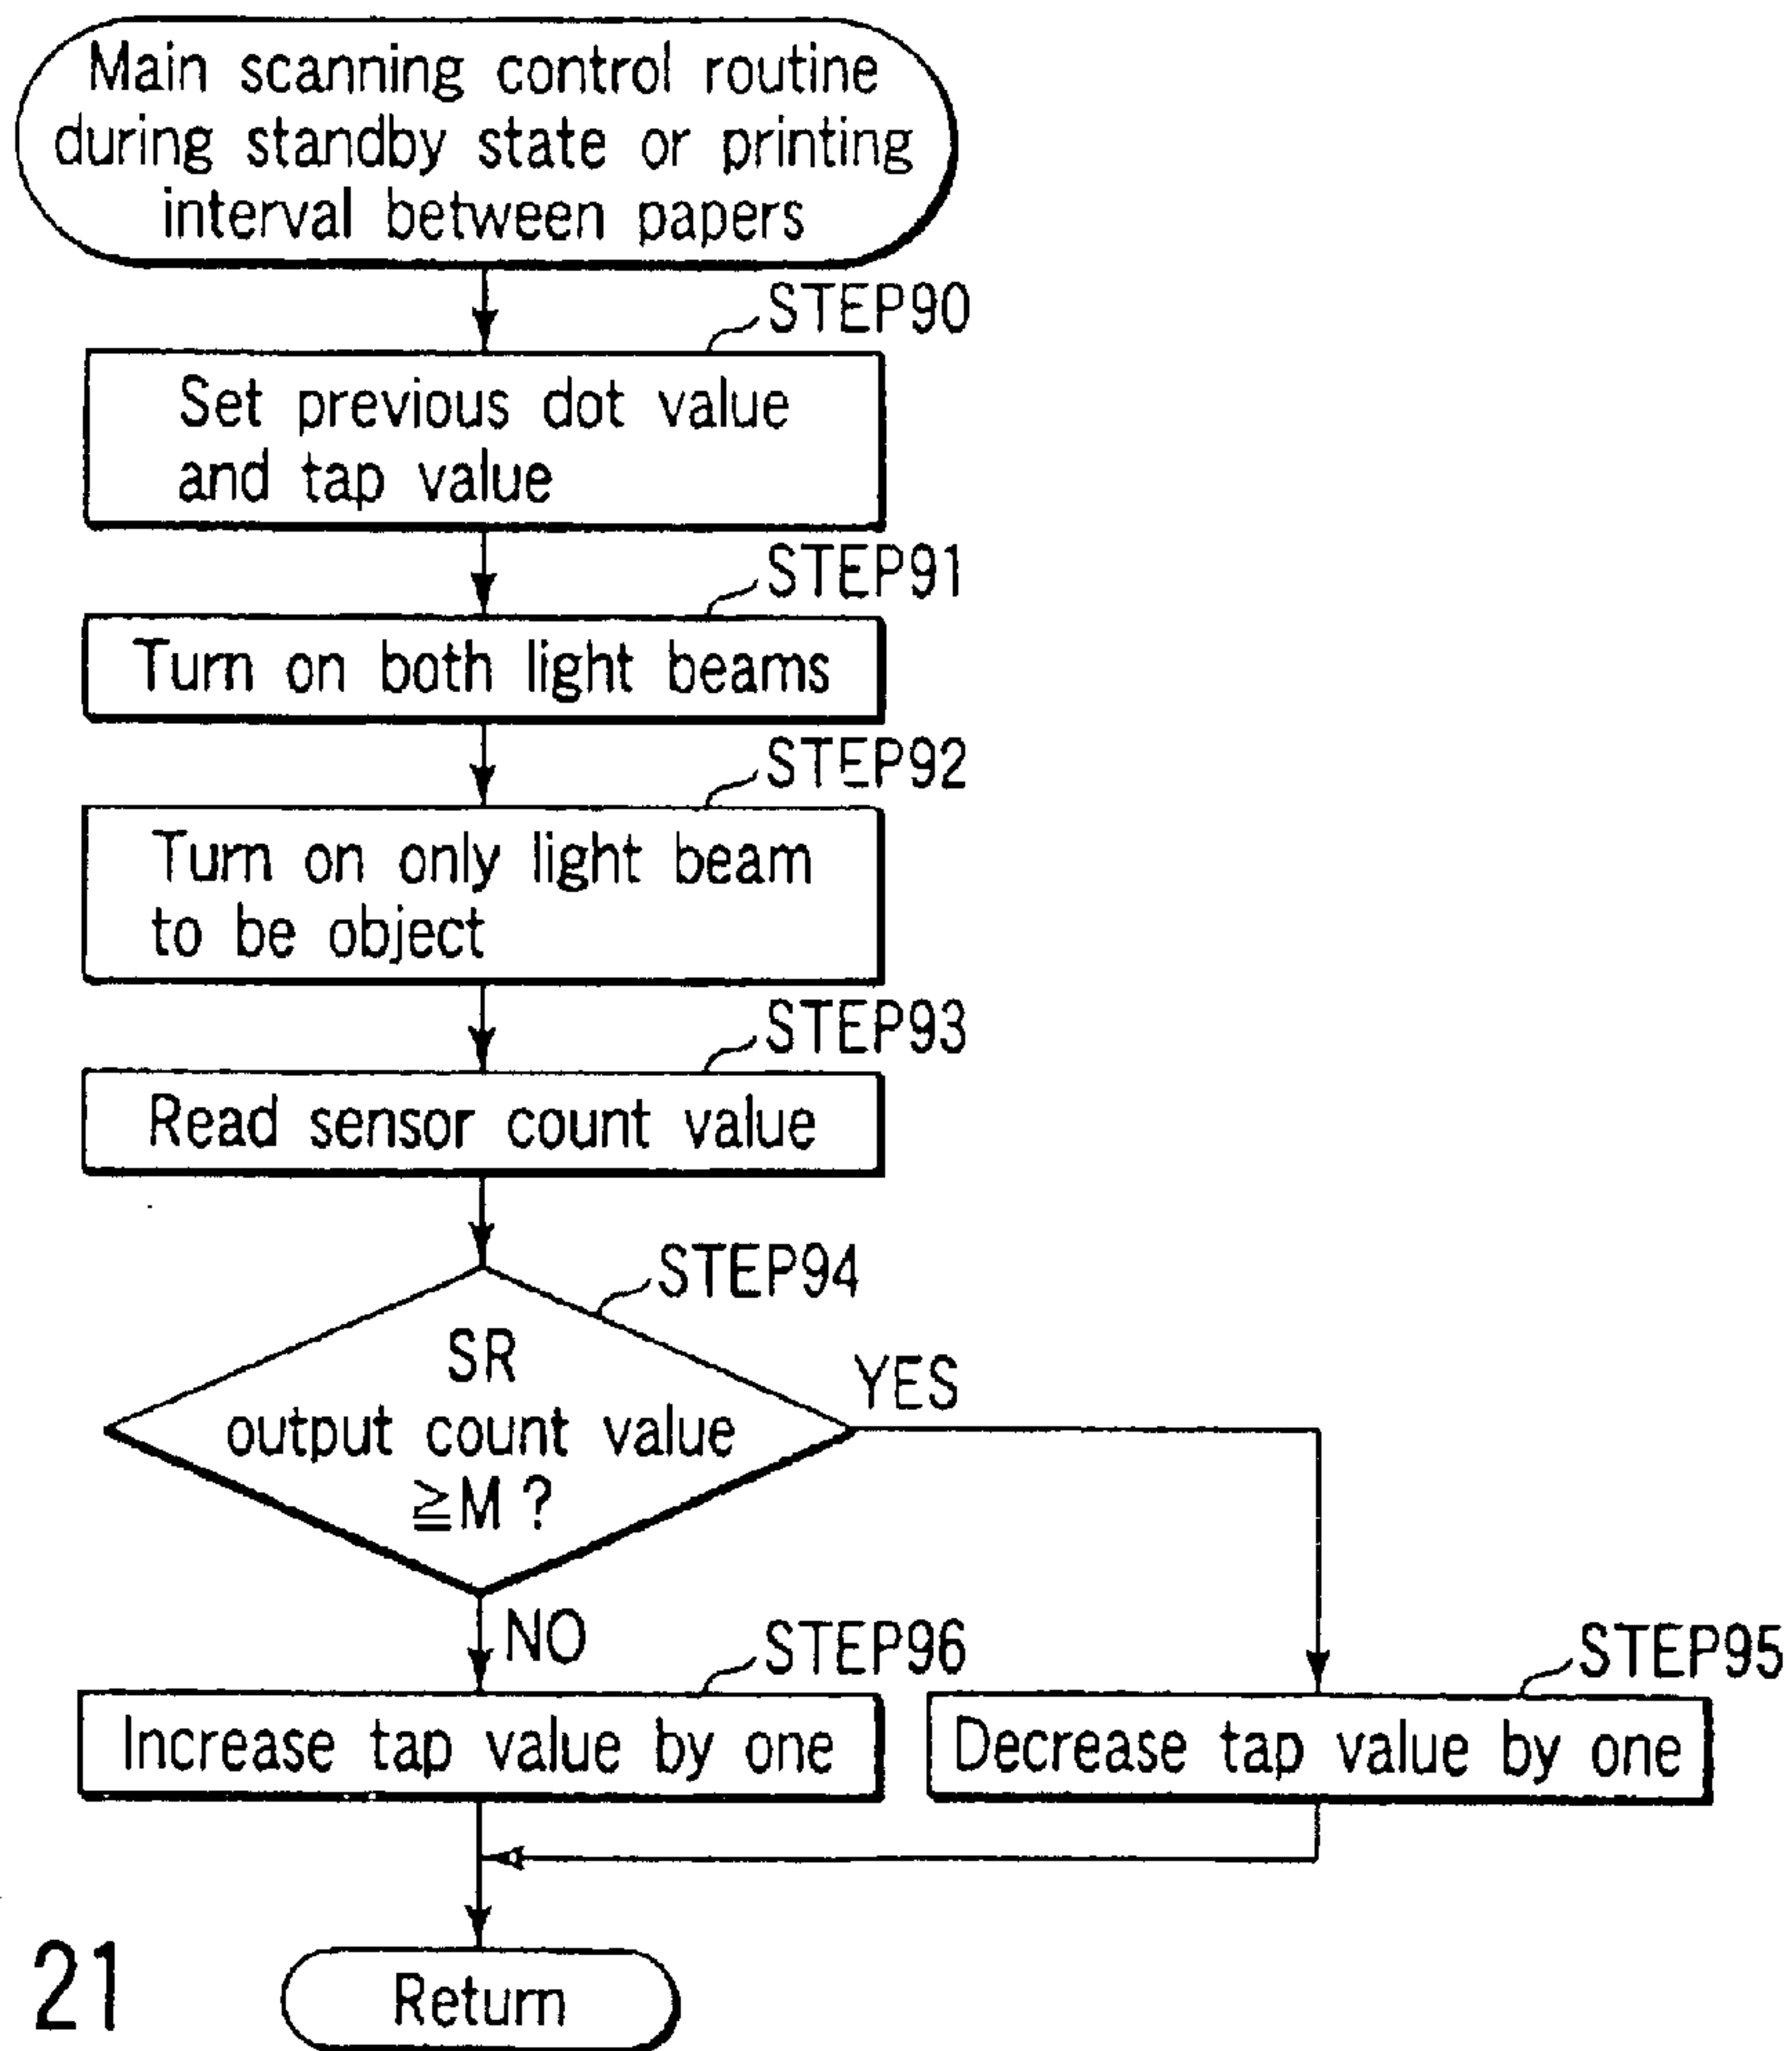 Main scanning control routine
during standby state or printing
interval between papers
STEP90
Set previous dot value
and tap value
STEP91
Turn on both light beams
STEP92
Turn on only light beam
to be object
STEP93
Read sensor count value
STEP94
SR
output count value
≧M ?
YES
NO
STEP96
Increase tap value by one
STEP95
Decrease tap value by one
21
Return